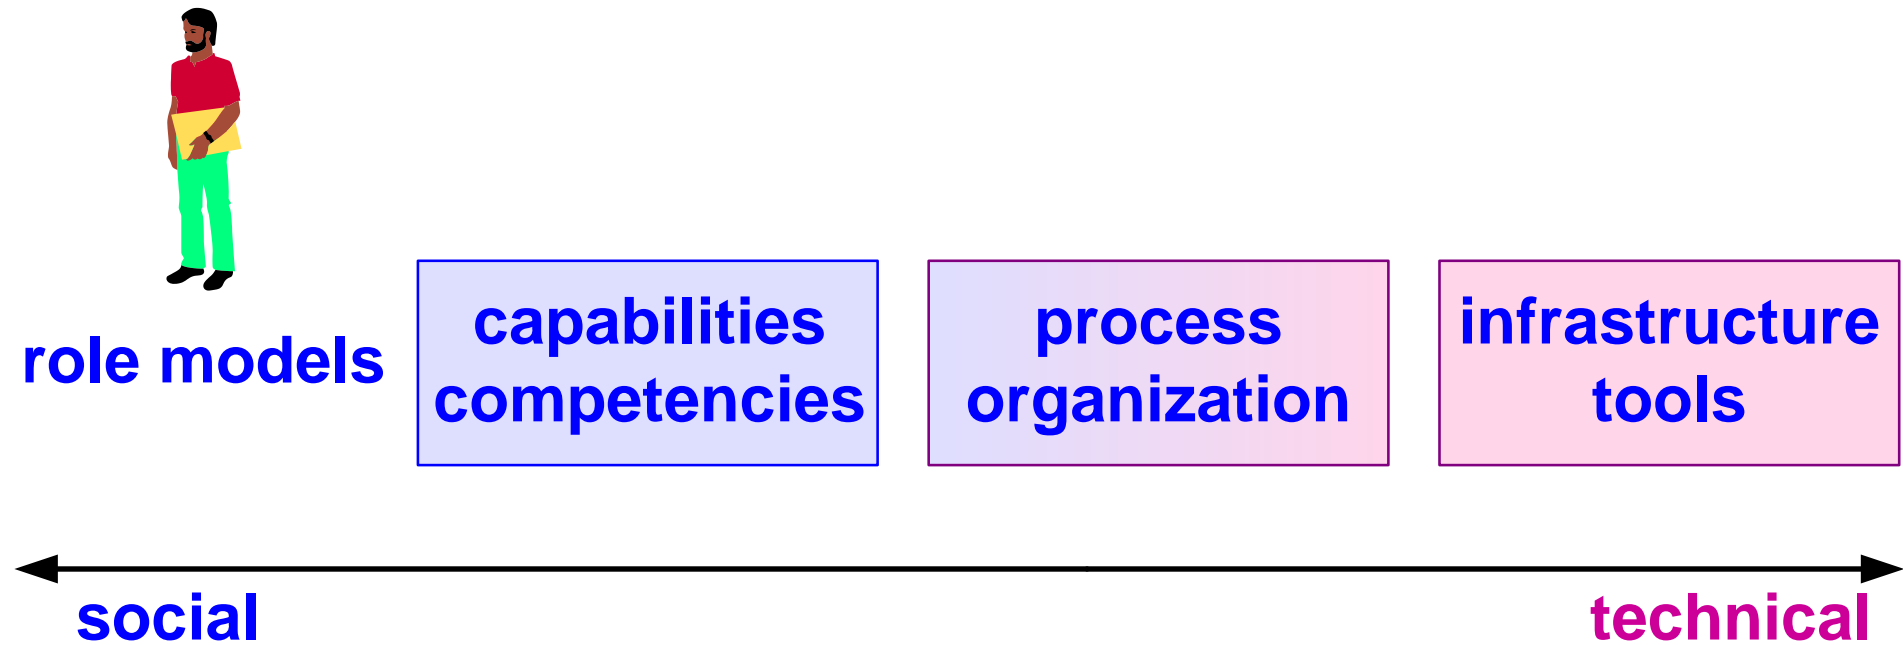 role models
capabilities
competencies
process
organization
infrastructure
tools
social
technical